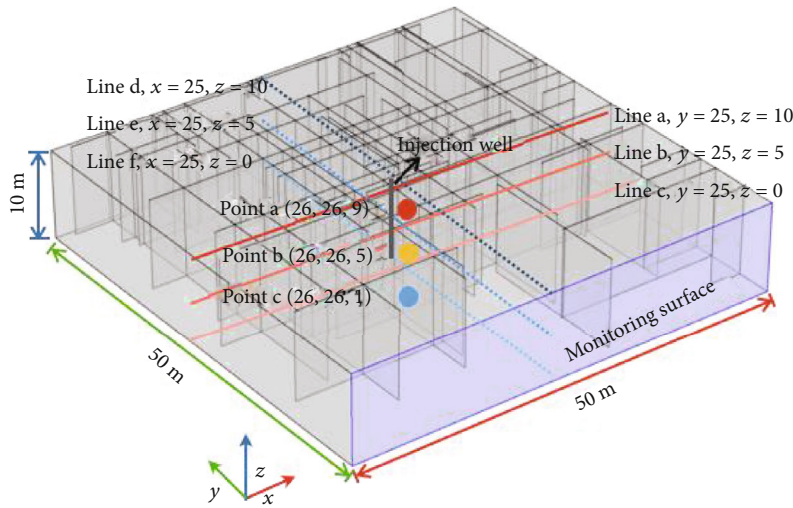 Line d, x = 25, z = 10
Line e, x = 25, z = 5
Line f, x = 25, z = 0
Line a, y = 25, z = 10
Line b, y = 25, z = 5
Line c, y = 25, z = 0
Injection well
10 m
Point a (26, 26, 9)
Point b (26, 26, 5)
Point c (26, 26, 1)
Monitoring surface
50 m
50 m
z
y
x